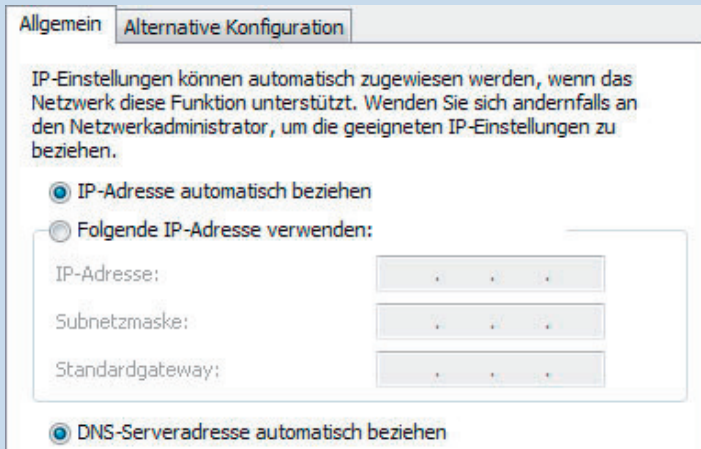 Allgemein
Alternative Konfiguration
IP-Einstellungen können automatisch zugewiesen werden, wenn das
Netzwerk diese Funktion unterstützt. Wenden Sie sich andernfalls an
den Netzwerkadministrator, um die geeigneten IP-Einstellungen zu
beziehen.
IP-Adresse automatisch beziehen
Folgende IP-Adresse verwenden:
IP-Adresse:
Subnetzmaske:
Standardgateway:
DNS-Serveradresse automatisch beziehen